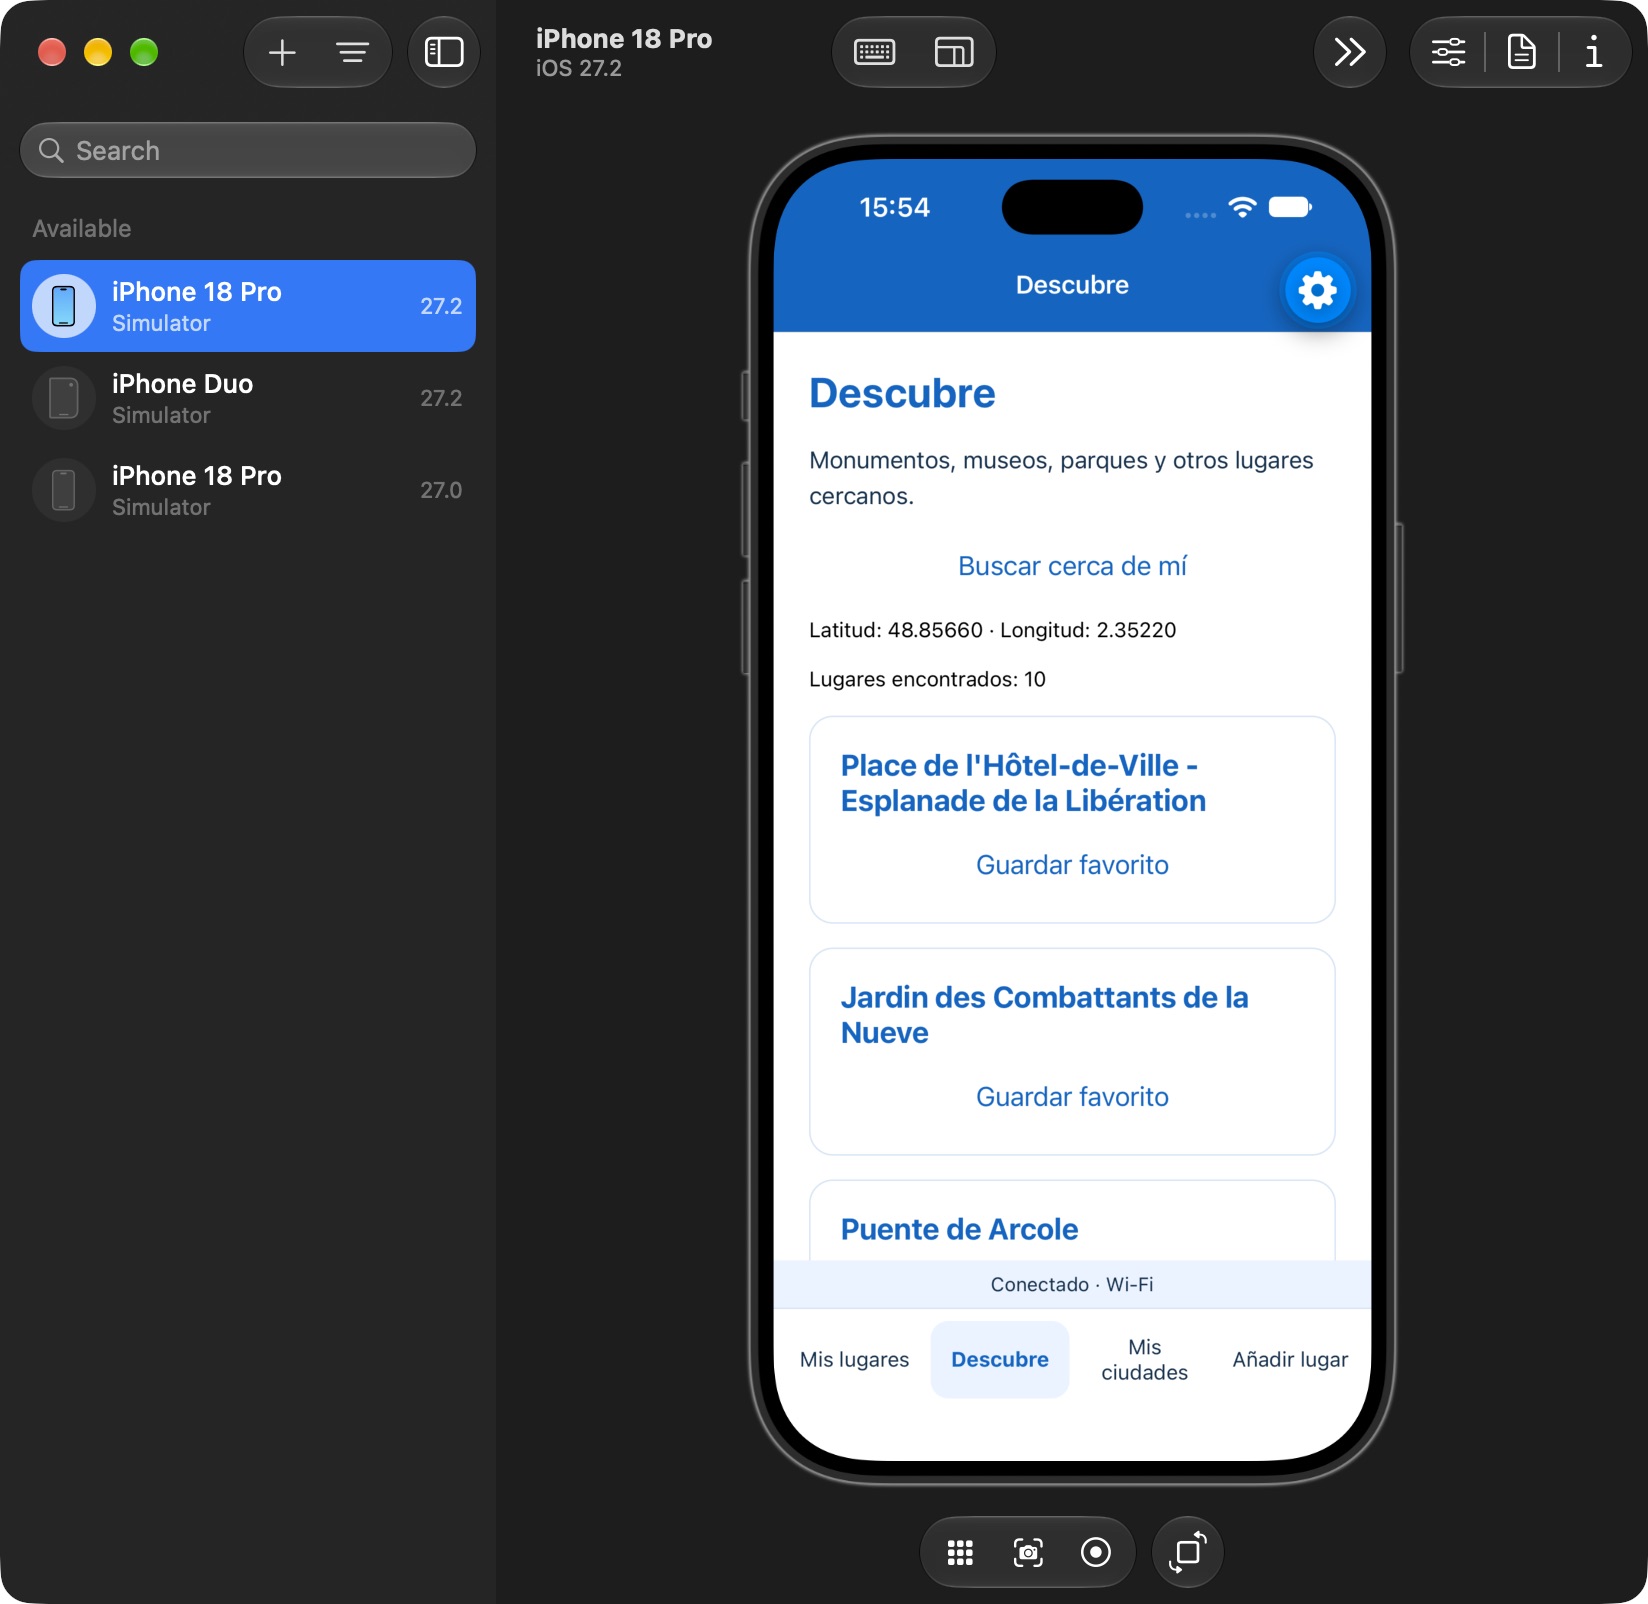 iPhone 18 Pro
iOS 27.2
Search
Available
iPhone 18 Pro
Simulator
27.2
iPhone Duo
Simulator
27.2
iPhone 18 Pro
Simulator
27.0
15:54
Descubre
Descubre
Monumentos, museos, parques y otros lugares
cercanos.
Buscar cerca de mí
Latitud: 48.85660 · Longitud: 2.35220
Lugares encontrados: 10
Place de l'Hôtel-de-Ville -
Esplanade de la Libération
Guardar favorito
Jardin des Combattants de la
Nueve
Guardar favorito
Puente de Arcole
Conectado · Wi-Fi
Mis lugares
Descubre
Mis
ciudades
Añadir lugar